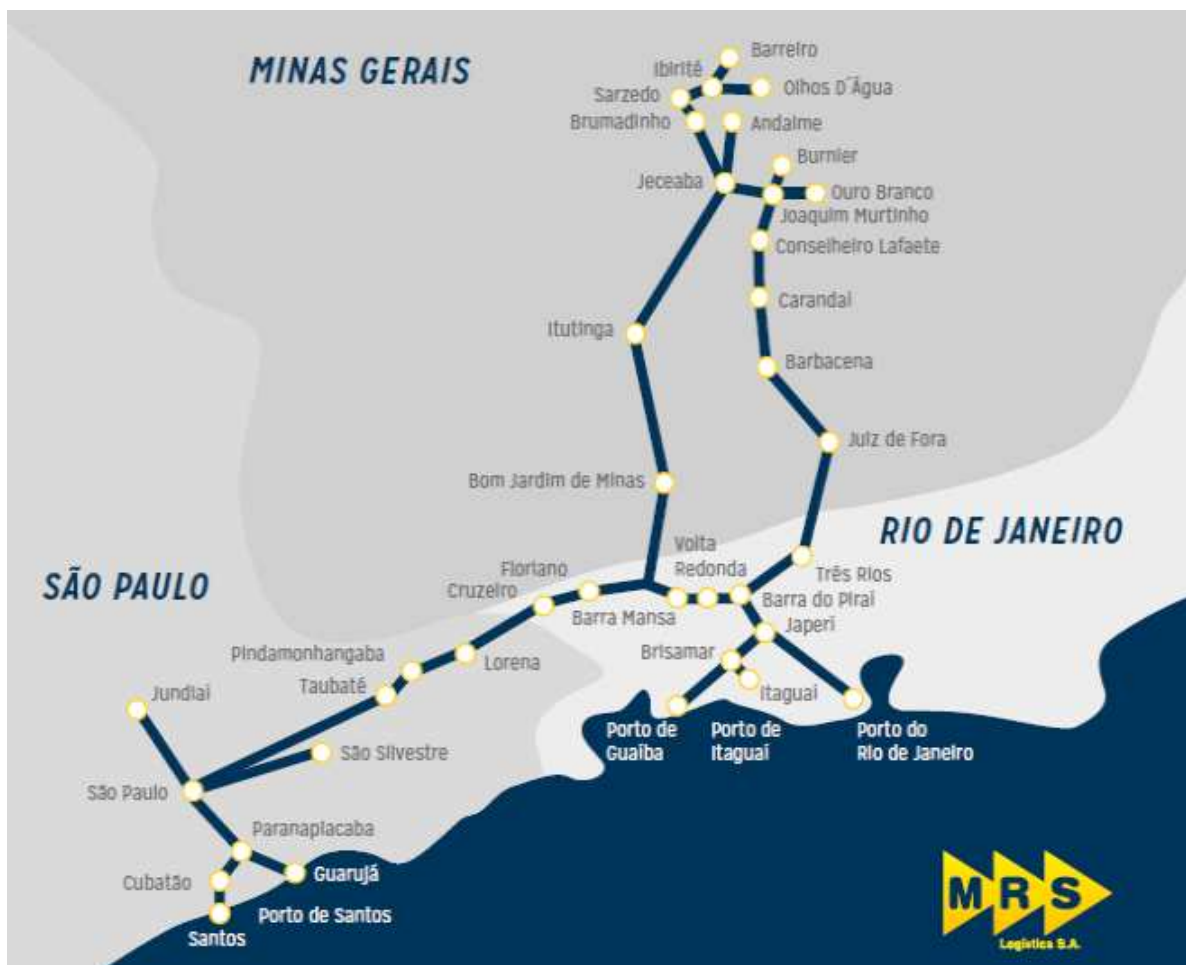 MINAS GERAIS
Barreiro
Ibirité
Olhos D´Água
Sarzedo
Brumadinho
Andaime
Burnier
Jeceaba
Ouro Branco
Joaquim Murtinho
Conselheiro Lafaete
Carandaí
Itutinga
Barbacena
Juiz de Fora
Bom Jardim de Minas
RIO DE JANEIRO
Volta
Redonda
SÃO PAULO
Floriano
Três Rios
Cruzeiro
Barra Mansa
Barra do Piraí
Japeri
Pindamonhangaba
Lorena
Brisamar
Taubaté
Jundiaí
Itaguaí
Porto de
Guaíba
Porto de
Itaguaí
Porto do
Rio de Janeiro
São Silvestre
São Paulo
Paranapiacaba
Cubatão
Guarujá
Porto de Santos
Santos
MRS
Logística S.A.